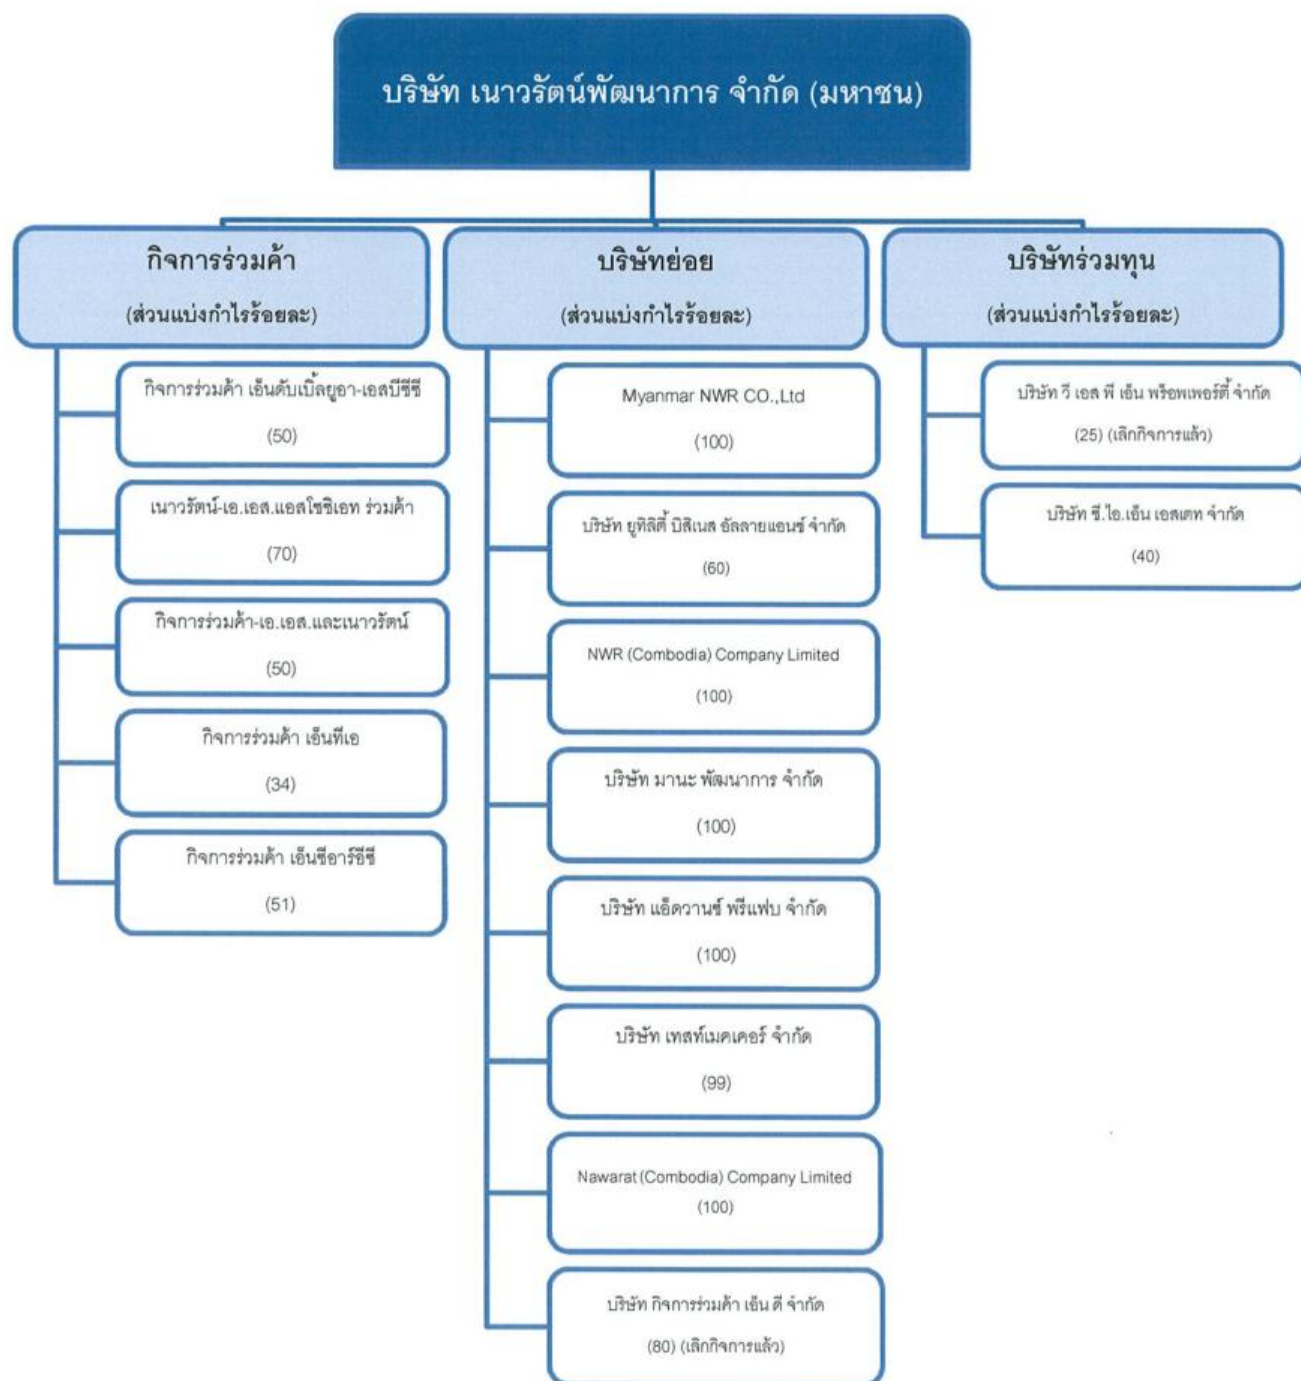 บริษัท เนาวรัตน์พัฒนาการ จำกัด (มหาชน)
กิจการร่วมค้า
(ส่วนแบ่งกำไรร้อยละ)
กิจการร่วมค้า เอ็นดับเบิ้ลยูอา-เอสบีซีซี
(50)
เนาวรัตน์-เอ.เอส.แอสโซซิเอท ร่วมค้า
(70)
กิจการร่วมค้า-เอ.เอส.และเนาวรัตน์
(50)
กิจการร่วมค้า เอ็นทีเอ
(34)
กิจการร่วมค้า เอ็นซีอาร์อีซี
(51)
บริษัทย่อย
(ส่วนแบ่งกำไรร้อยละ)
Myanmar NWR CO.,Ltd
(100)
บริษัท ยูทิลิตี้ บิสิเนส อัลลายแอนซ์ จำกัด
(60)
NWR (Combodia) Company Limited
(100)
บริษัท มานะ พัฒนาการ จำกัด
(100)
บริษัท แอ็ดวานซ์ พรีแฟบ จำกัด
(100)
บริษัท เทสท์เมคเคอร์ จำกัด
(99)
Nawarat (Combodia) Company Limited
(100)
บริษัท กิจการร่วมค้า เอ็น ดี จำกัด
(80) (เลิกกิจการแล้ว)
บริษัทร่วมทุน
(ส่วนแบ่งกำไรร้อยละ)
บริษัท วี เอส พี เอ็น พร็อพเพอร์ตี้ จำกัด
(25) (เลิกกิจการแล้ว)
บริษัท ซี.ไอ.เอ็น เอสเตท จำกัด
(40)